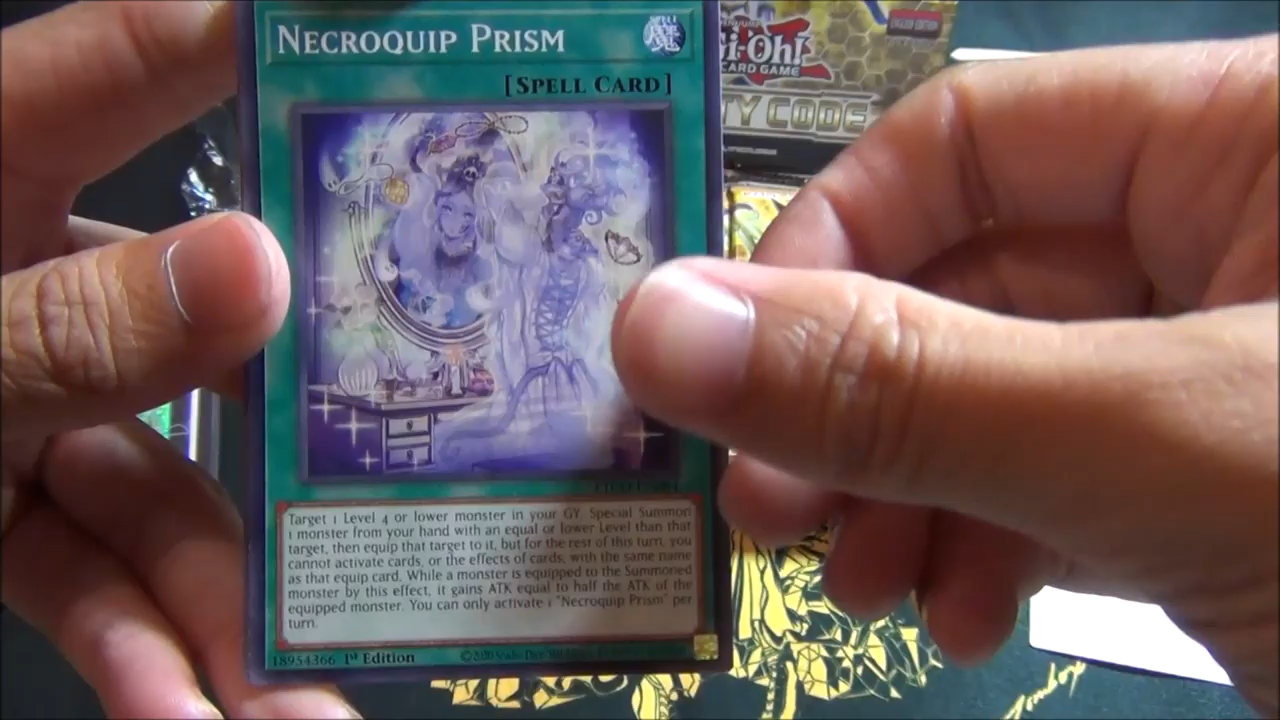 Necroquip Prism
[Spell Card]
Target 1 Level 4 or lower monster in your GY. Special Summon
1 monster from your hand with an equal or lower Level than that
target, then equip that target to it, but for the rest of this turn, you
cannot activate cards, or the effects of cards, with the same name
as that equip card. While a monster is equipped to the Summoned
monster by this effect, it gains ATK equal to half the ATK of the
equipped monster. You can only activate 1 "Necroquip Prism" per
turn.
18954366 1st Edition
©2020 Studio Dice
Gi-Oh!
CARD GAME
TY CODE